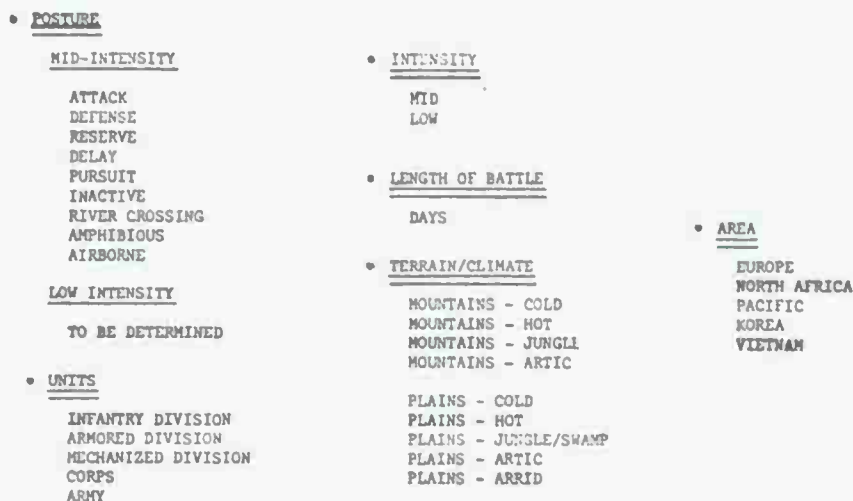 • POSTURE
MID-INTENSITY
ATTACK
DEFENSE
RESERVE
DELAY
PURSUIT
INACTIVE
RIVER CROSSING
AMPHIBIOUS
AIRBORNE
LOW INTENSITY
TO BE DETERMINED
• UNITS
INFANTRY DIVISION
ARMORED DIVISION
MECHANIZED DIVISION
CORPS
ARMY
• INTENSITY
MID
LOW
• LENGTH OF BATTLE
DAYS
• TERRAIN/CLIMATE
MOUNTAINS - COLD
MOUNTAINS - HOT
MOUNTAINS - JUNGLE
MOUNTAINS - ARTIC
PLAINS - COLD
PLAINS - HOT
PLAINS - JUNGLE/SWAMP
PLAINS - ARTIC
PLAINS - ARRID
• AREA
EUROPE
NORTH AFRICA
PACIFIC
KOREA
VIETNAM